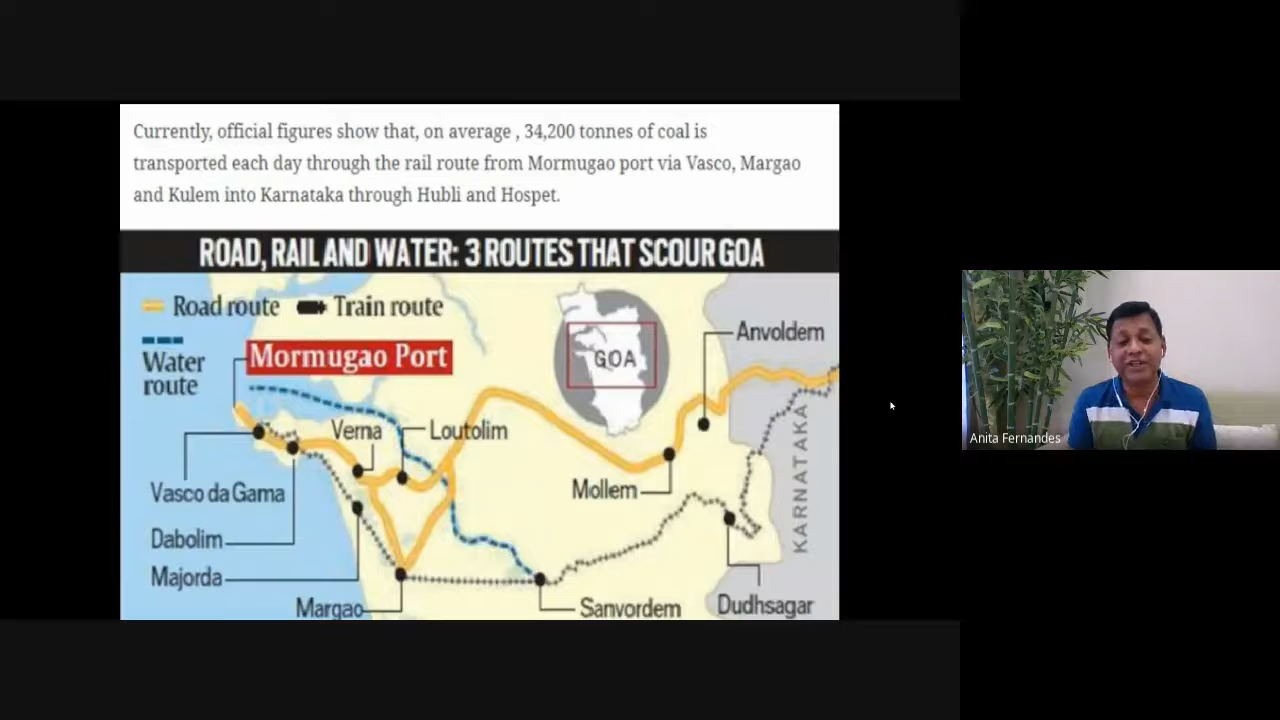 Currently, official figures show that, on average , 34,200 tonnes of coal is
transported each day through the rail route from Mormugao port via Vasco, Margao
and Kulem into Karnataka through Hubli and Hospet.
ROAD, RAIL AND WATER: 3 ROUTES THAT SCOUR GOA
Road route
Train route
Water
route
Mormugao Port
GOA
Anvoldem
Verna
Loutolim
KARNATAKA
Vasco da Gama
Mollem
Dabolim
Majorda
Margao
Sanvordem
Dudhsagar
Anita Fernandes